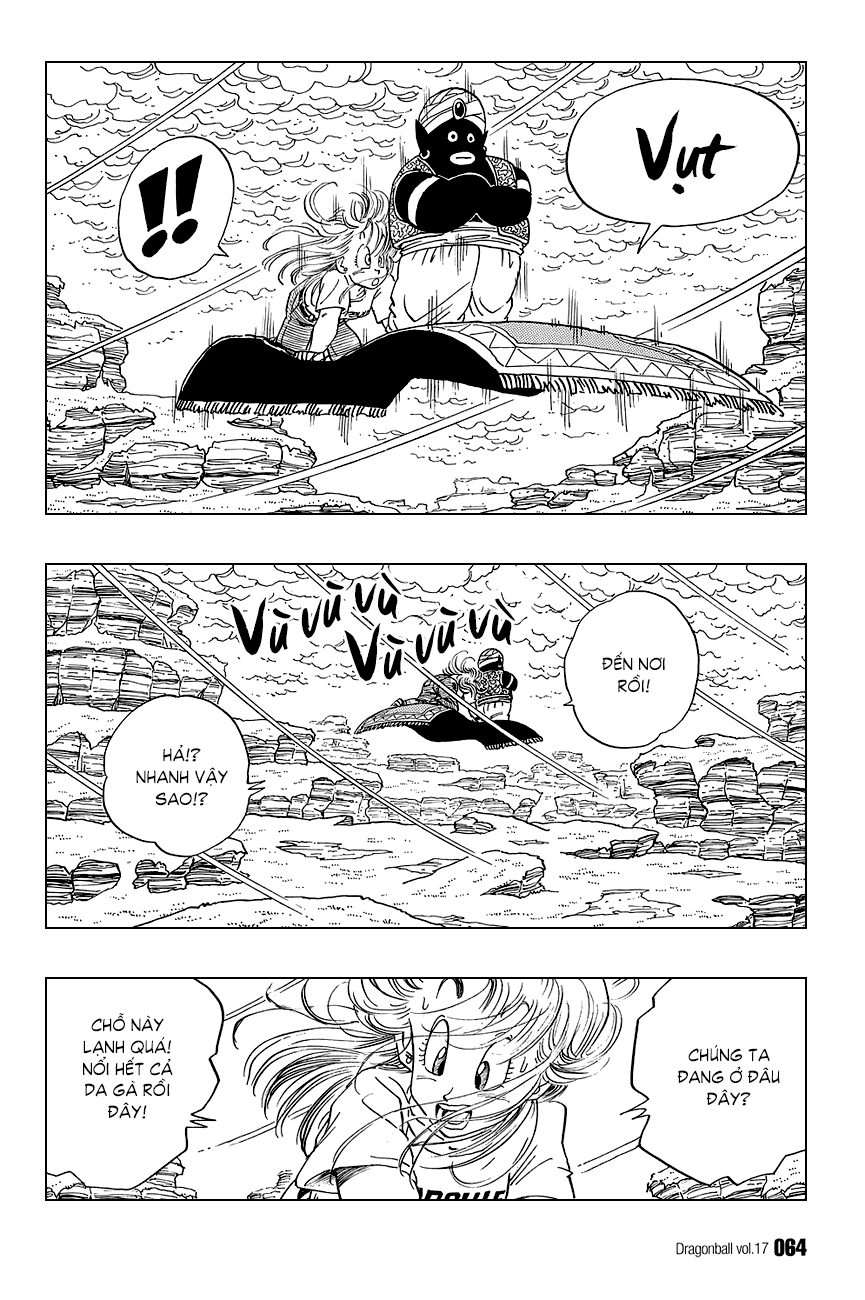 Vụt
!!
Vù vù vù
Vù vù vù
ĐẾN NƠI
RỒI!
HẢ!?
NHANH VẬY
SAO!?
CHÚNG TA
ĐANG Ở ĐÂU
ĐÂY?
CHỖ NÀY
LẠNH QUÁ!
NỔI HẾT CẢ
DA GÀ RỒI
ĐÂY!
Dragonball vol.17 064